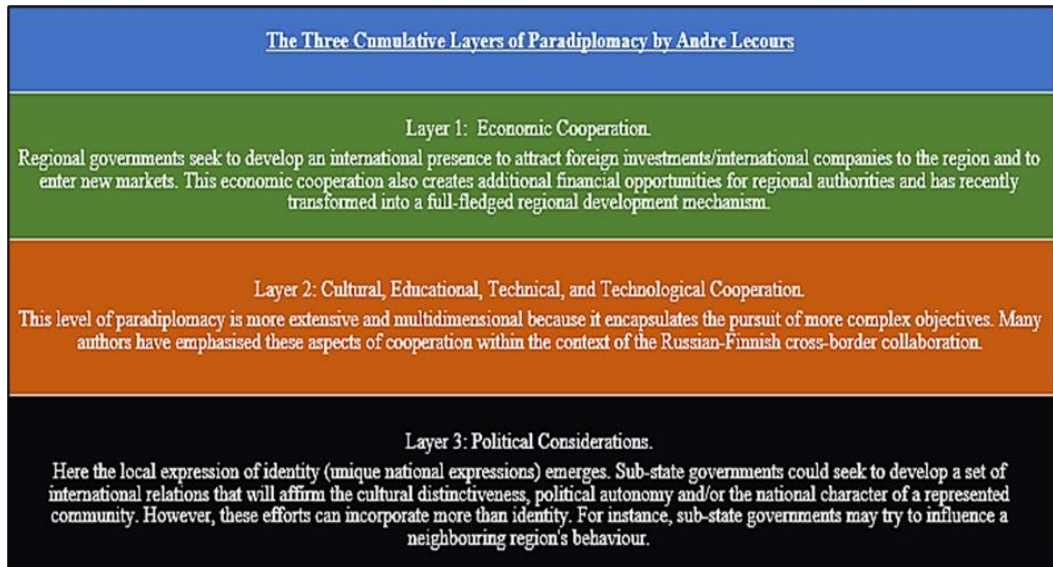 The Three Cumulative Layers of Paradiplomacy by Andre Lecours
Layer 1: Economic Cooperation.
Regional governments seek to develop an international presence to attract foreign investments/international companies to the region and to
enter new markets. This economic cooperation also creates additional financial opportunities for regional authorities and has recently
transformed into a full-fledged regional development mechanism.
Layer 2: Cultural, Educational, Technical, and Technological Cooperation.
This level of paradiplomacy is more extensive and multidimensional because it encapsulates the pursuit of more complex objectives. Many
authors have emphasised these aspects of cooperation within the context of the Russian-Finnish cross-border collaboration.
Layer 3: Political Considerations.
Here the local expression of identity (unique national expressions) emerges. Sub-state governments could seek to develop a set of
international relations that will affirm the cultural distinctiveness, political autonomy and/or the national character of a represented
community. However, these efforts can incorporate more than identity. For instance, sub-state governments may try to influence a
neighbouring region's behaviour.